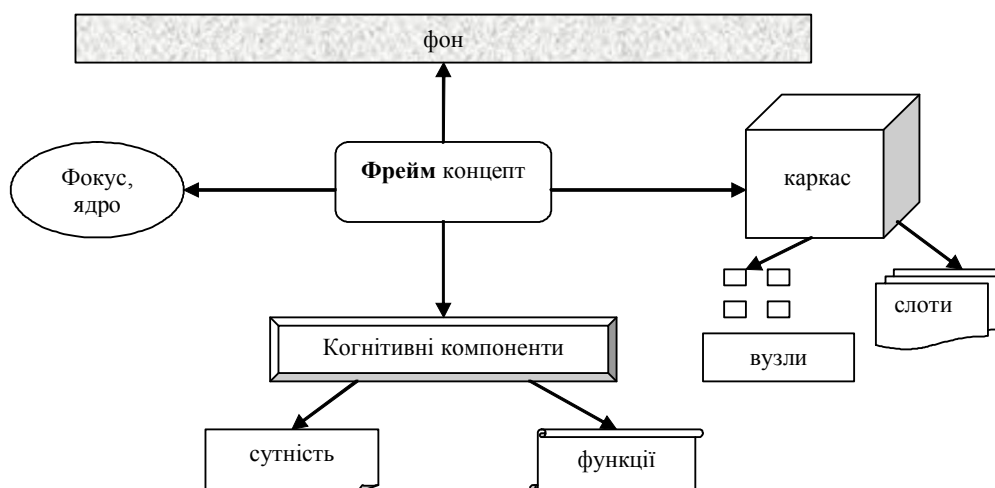 фон
Фрейм концепт
Фокус,
ядро
каркас
слоти
вузли
Когнітивні компоненти
сутність
функції